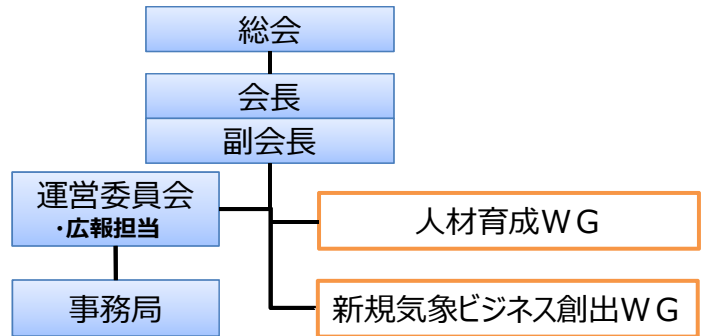 総会
会長
副会長
運営委員会
・広報担当
人材育成ＷＧ
事務局
新規気象ビジネス創出ＷＧ